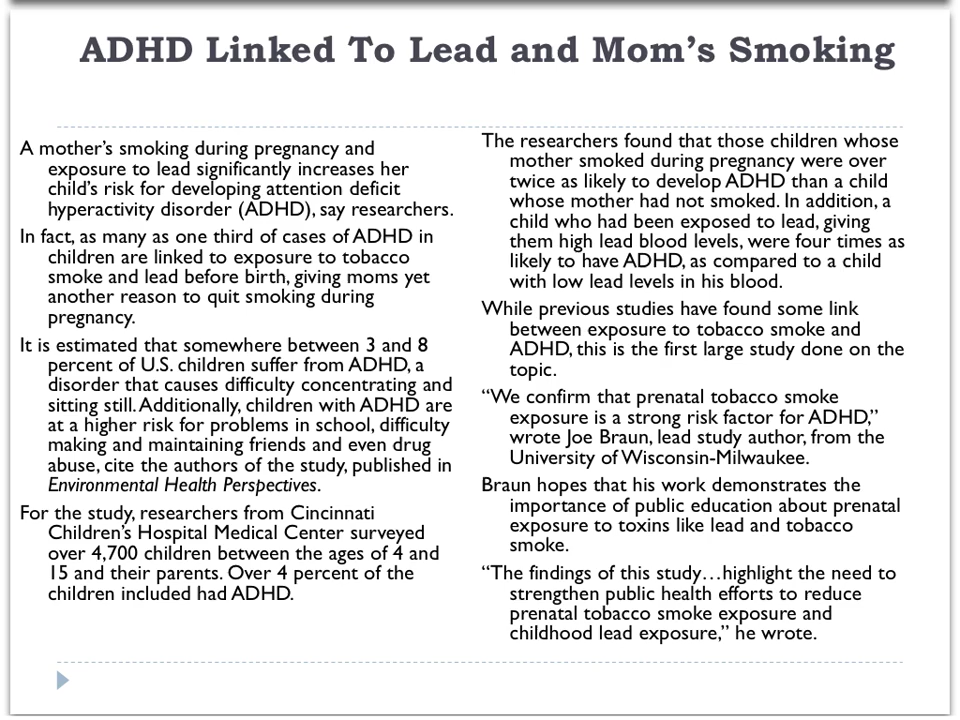 ADHD Linked To Lead and Mom’s Smoking
A mother’s smoking during pregnancy and
exposure to lead significantly increases her
child’s risk for developing attention deficit
hyperactivity disorder (ADHD), say researchers.
In fact, as many as one third of cases of ADHD in
children are linked to exposure to tobacco
smoke and lead before birth, giving moms yet
another reason to quit smoking during
pregnancy.
It is estimated that somewhere between 3 and 8
percent of U.S. children suffer from ADHD, a
disorder that causes difficulty concentrating and
sitting still. Additionally, children with ADHD are
at a higher risk for problems in school, difficulty
making and maintaining friends and even drug
abuse, cite the authors of the study, published in
Environmental Health Perspectives.
For the study, researchers from Cincinnati
Children’s Hospital Medical Center surveyed
over 4,700 children between the ages of 4 and
15 and their parents. Over 4 percent of the
children included had ADHD.
The researchers found that those children whose
mother smoked during pregnancy were over
twice as likely to develop ADHD than a child
whose mother had not smoked. In addition, a
child who had been exposed to lead, giving
them high lead blood levels, were four times as
likely to have ADHD, as compared to a child
with low lead levels in his blood.
While previous studies have found some link
between exposure to tobacco smoke and
ADHD, this is the first large study done on the
topic.
“We confirm that prenatal tobacco smoke
exposure is a strong risk factor for ADHD,”
wrote Joe Braun, lead study author, from the
University of Wisconsin-Milwaukee.
Braun hopes that his work demonstrates the
importance of public education about prenatal
exposure to toxins like lead and tobacco
smoke.
“The findings of this study…highlight the need to
strengthen public health efforts to reduce
prenatal tobacco smoke exposure and
childhood lead exposure,” he wrote.